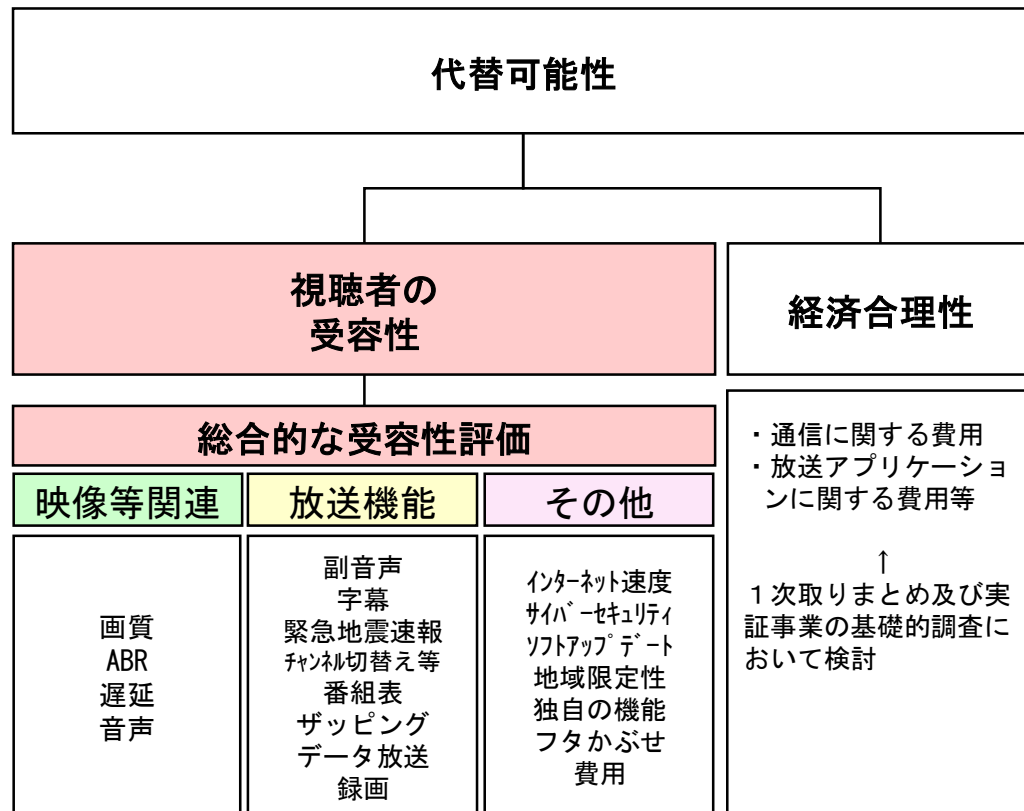 代替可能性
視聴者の
受容性
経済合理性
総合的な受容性評価
映像等関連
放送機能
その他
画質
ABR
遅延
音声
副音声
字幕
緊急地震速報
ﾁｬﾝﾈﾙ切替え等
番組表
ザッピング
データ放送
録画
ｲﾝﾀｰﾈｯﾄ速度
ｻｲﾊﾞｰｾｷｭﾘﾃｨ
ｿﾌﾄｱｯﾌﾟﾃﾞｰﾄ
地域限定性
独自の機能
フタかぶせ
費用
・通信に関する費用
・放送アプリケーショ
ンに関する費用等
↑
１次取りまとめ及び実
証事業の基礎的調査に
おいて検討